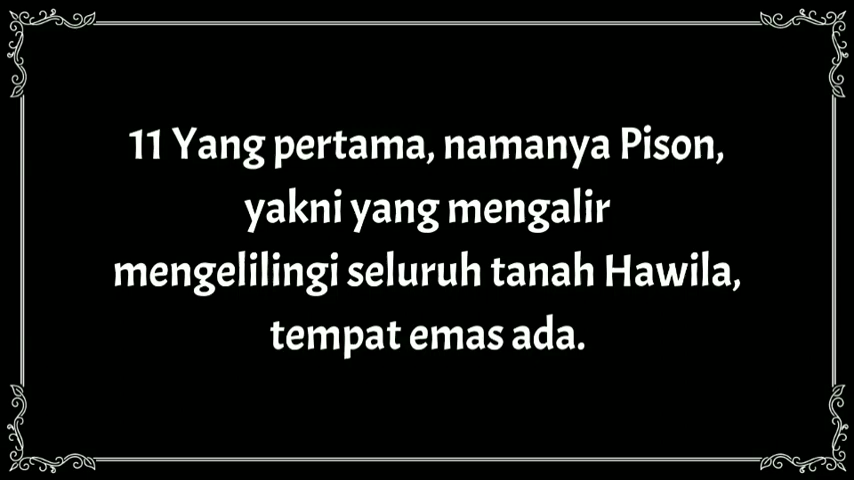 11 Yang pertama, namanya Pison,
yakni yang mengalir
mengelilingi seluruh tanah Hawila,
tempat emas ada.